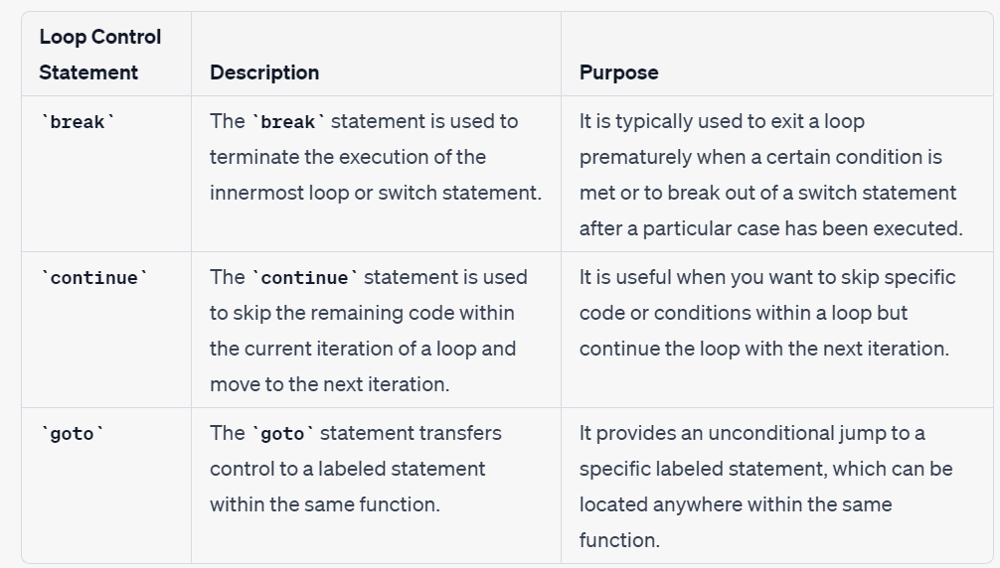 Loop Control
Statement
Description
Purpose
`break`
The `break` statement is used to
terminate the execution of the
innermost loop or switch statement.
It is typically used to exit a loop
prematurely when a certain condition is
met or to break out of a switch statement
after a particular case has been executed.
`continue`
The `continue` statement is used
to skip the remaining code within
the current iteration of a loop and
move to the next iteration.
It is useful when you want to skip specific
code or conditions within a loop but
continue the loop with the next iteration.
`goto`
The `goto` statement transfers
control to a labeled statement
within the same function.
It provides an unconditional jump to a
specific labeled statement, which can be
located anywhere within the same
function.